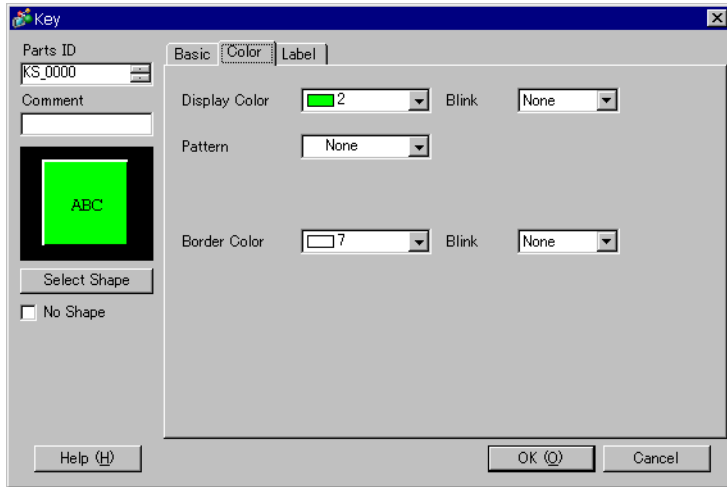 Key
Parts ID
KS_0000
Comment
ABC
Select Shape
No Shape
Basic Color Label
Display Color 2 Blink None
Pattern None
Border Color 7 Blink None
Help (H) OK (O) Cancel